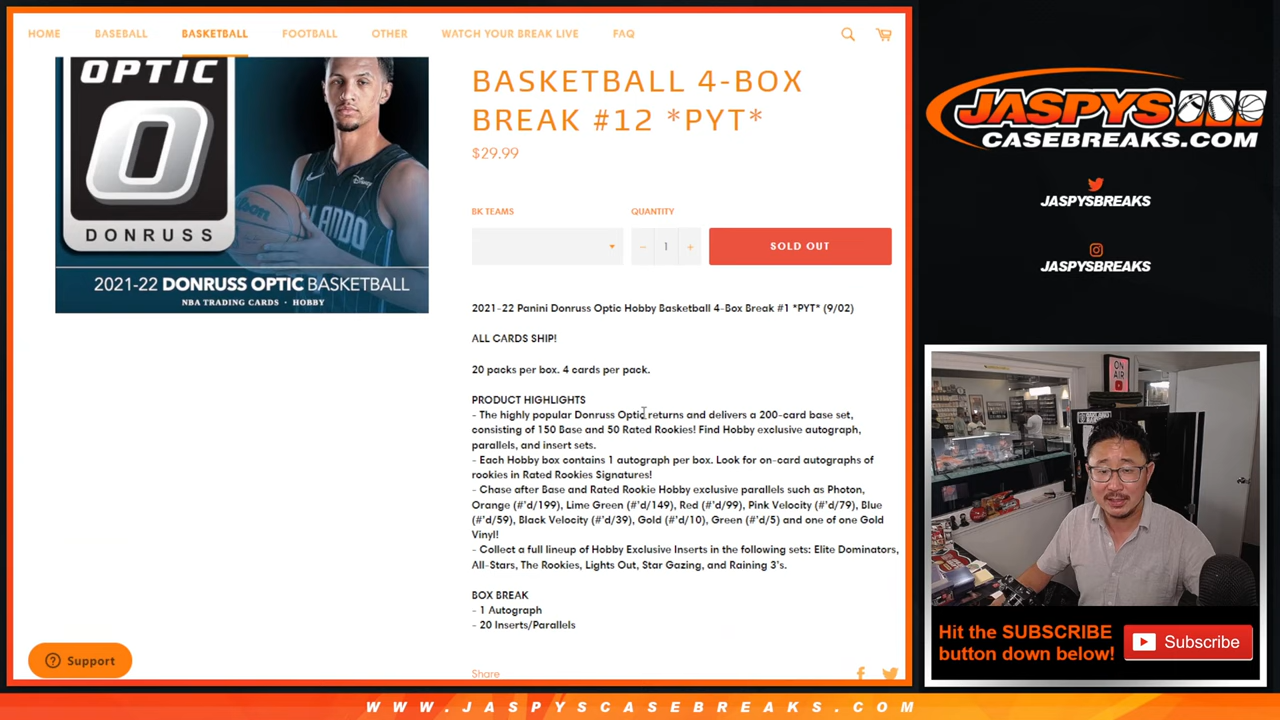 HOME
BASEBALL
BASKETBALL
FOOTBALL
OTHER
WATCH YOUR BREAK LIVE
FAQ
OPTIC
DONRUSS
Wilson
Disney
ORLANDO
2021-22 DONRUSS OPTIC BASKETBALL
NBA TRADING CARDS · HOBBY
BASKETBALL 4-BOX
BREAK #12 *PYT*
$29.99
BK TEAMS
QUANTITY
− 1 +
SOLD OUT
2021-22 Panini Donruss Optic Hobby Basketball 4-Box Break #1 *PYT* (9/02)
ALL CARDS SHIP!
20 packs per box. 4 cards per pack.
PRODUCT HIGHLIGHTS
- The highly popular Donruss Optic returns and delivers a 200-card base set,
consisting of 150 Base and 50 Rated Rookies! Find Hobby exclusive autograph,
parallels, and insert sets.
- Each Hobby box contains 1 autograph per box. Look for on-card autographs of
rookies in Rated Rookies Signatures!
- Chase after Base and Rated Rookie Hobby exclusive parallels such as Photon,
Orange (#'d/199), Lime Green (#'d/149), Red (#'d/99), Pink Velocity (#'d/79), Blue
(#'d/59), Black Velocity (#'d/39), Gold (#'d/10), Green (#'d/5) and one of one Gold
Vinyl!
- Collect a full lineup of Hobby Exclusive Inserts in the following sets: Elite Dominators,
All-Stars, The Rookies, Lights Out, Star Gazing, and Raining 3's.
BOX BREAK
- 1 Autograph
- 20 Inserts/Parallels
Share
Support
JASPYS
CASEBREAKS.COM
JASPYSBREAKS
JASPYSBREAKS
ON
AIR
Hit the SUBSCRIBE
button down below!
Subscribe
WWW.JASPYSCASEBREAKS.COM